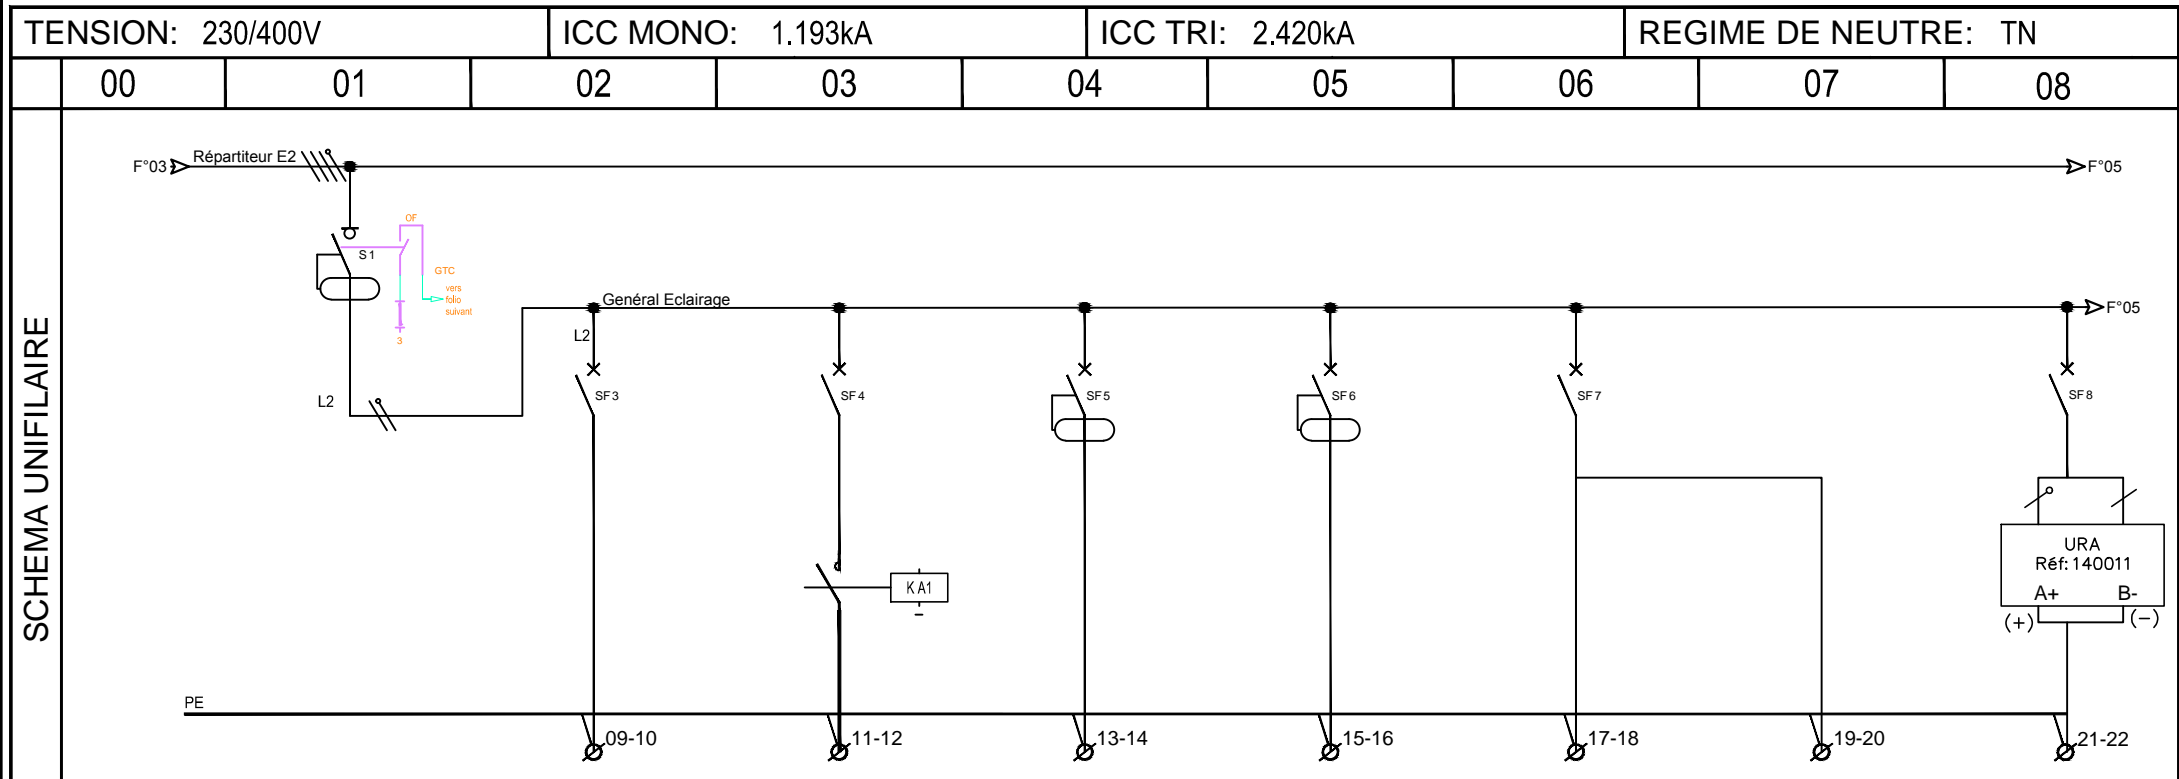 TENSION: 230/400V ICC MONO: 1.193kA ICC TRI: 2.420kA REGIME DE NEUTRE: TN
00 01 02 03 04 05 06 07 08
SCHEMA UNIFILAIRE
F°03 Répartiteur E2 F°05
OF
S1
GTC
vers
folio
suivant
3
Genéral Eclairage F°05
L2
L2
SF3 SF4 SF5 SF6 SF7 SF8
KA1
URA
Réf: 140011
A+ B-
(+) (-)
PE
09-10 11-12 13-14 15-16 17-18 19-20 21-22